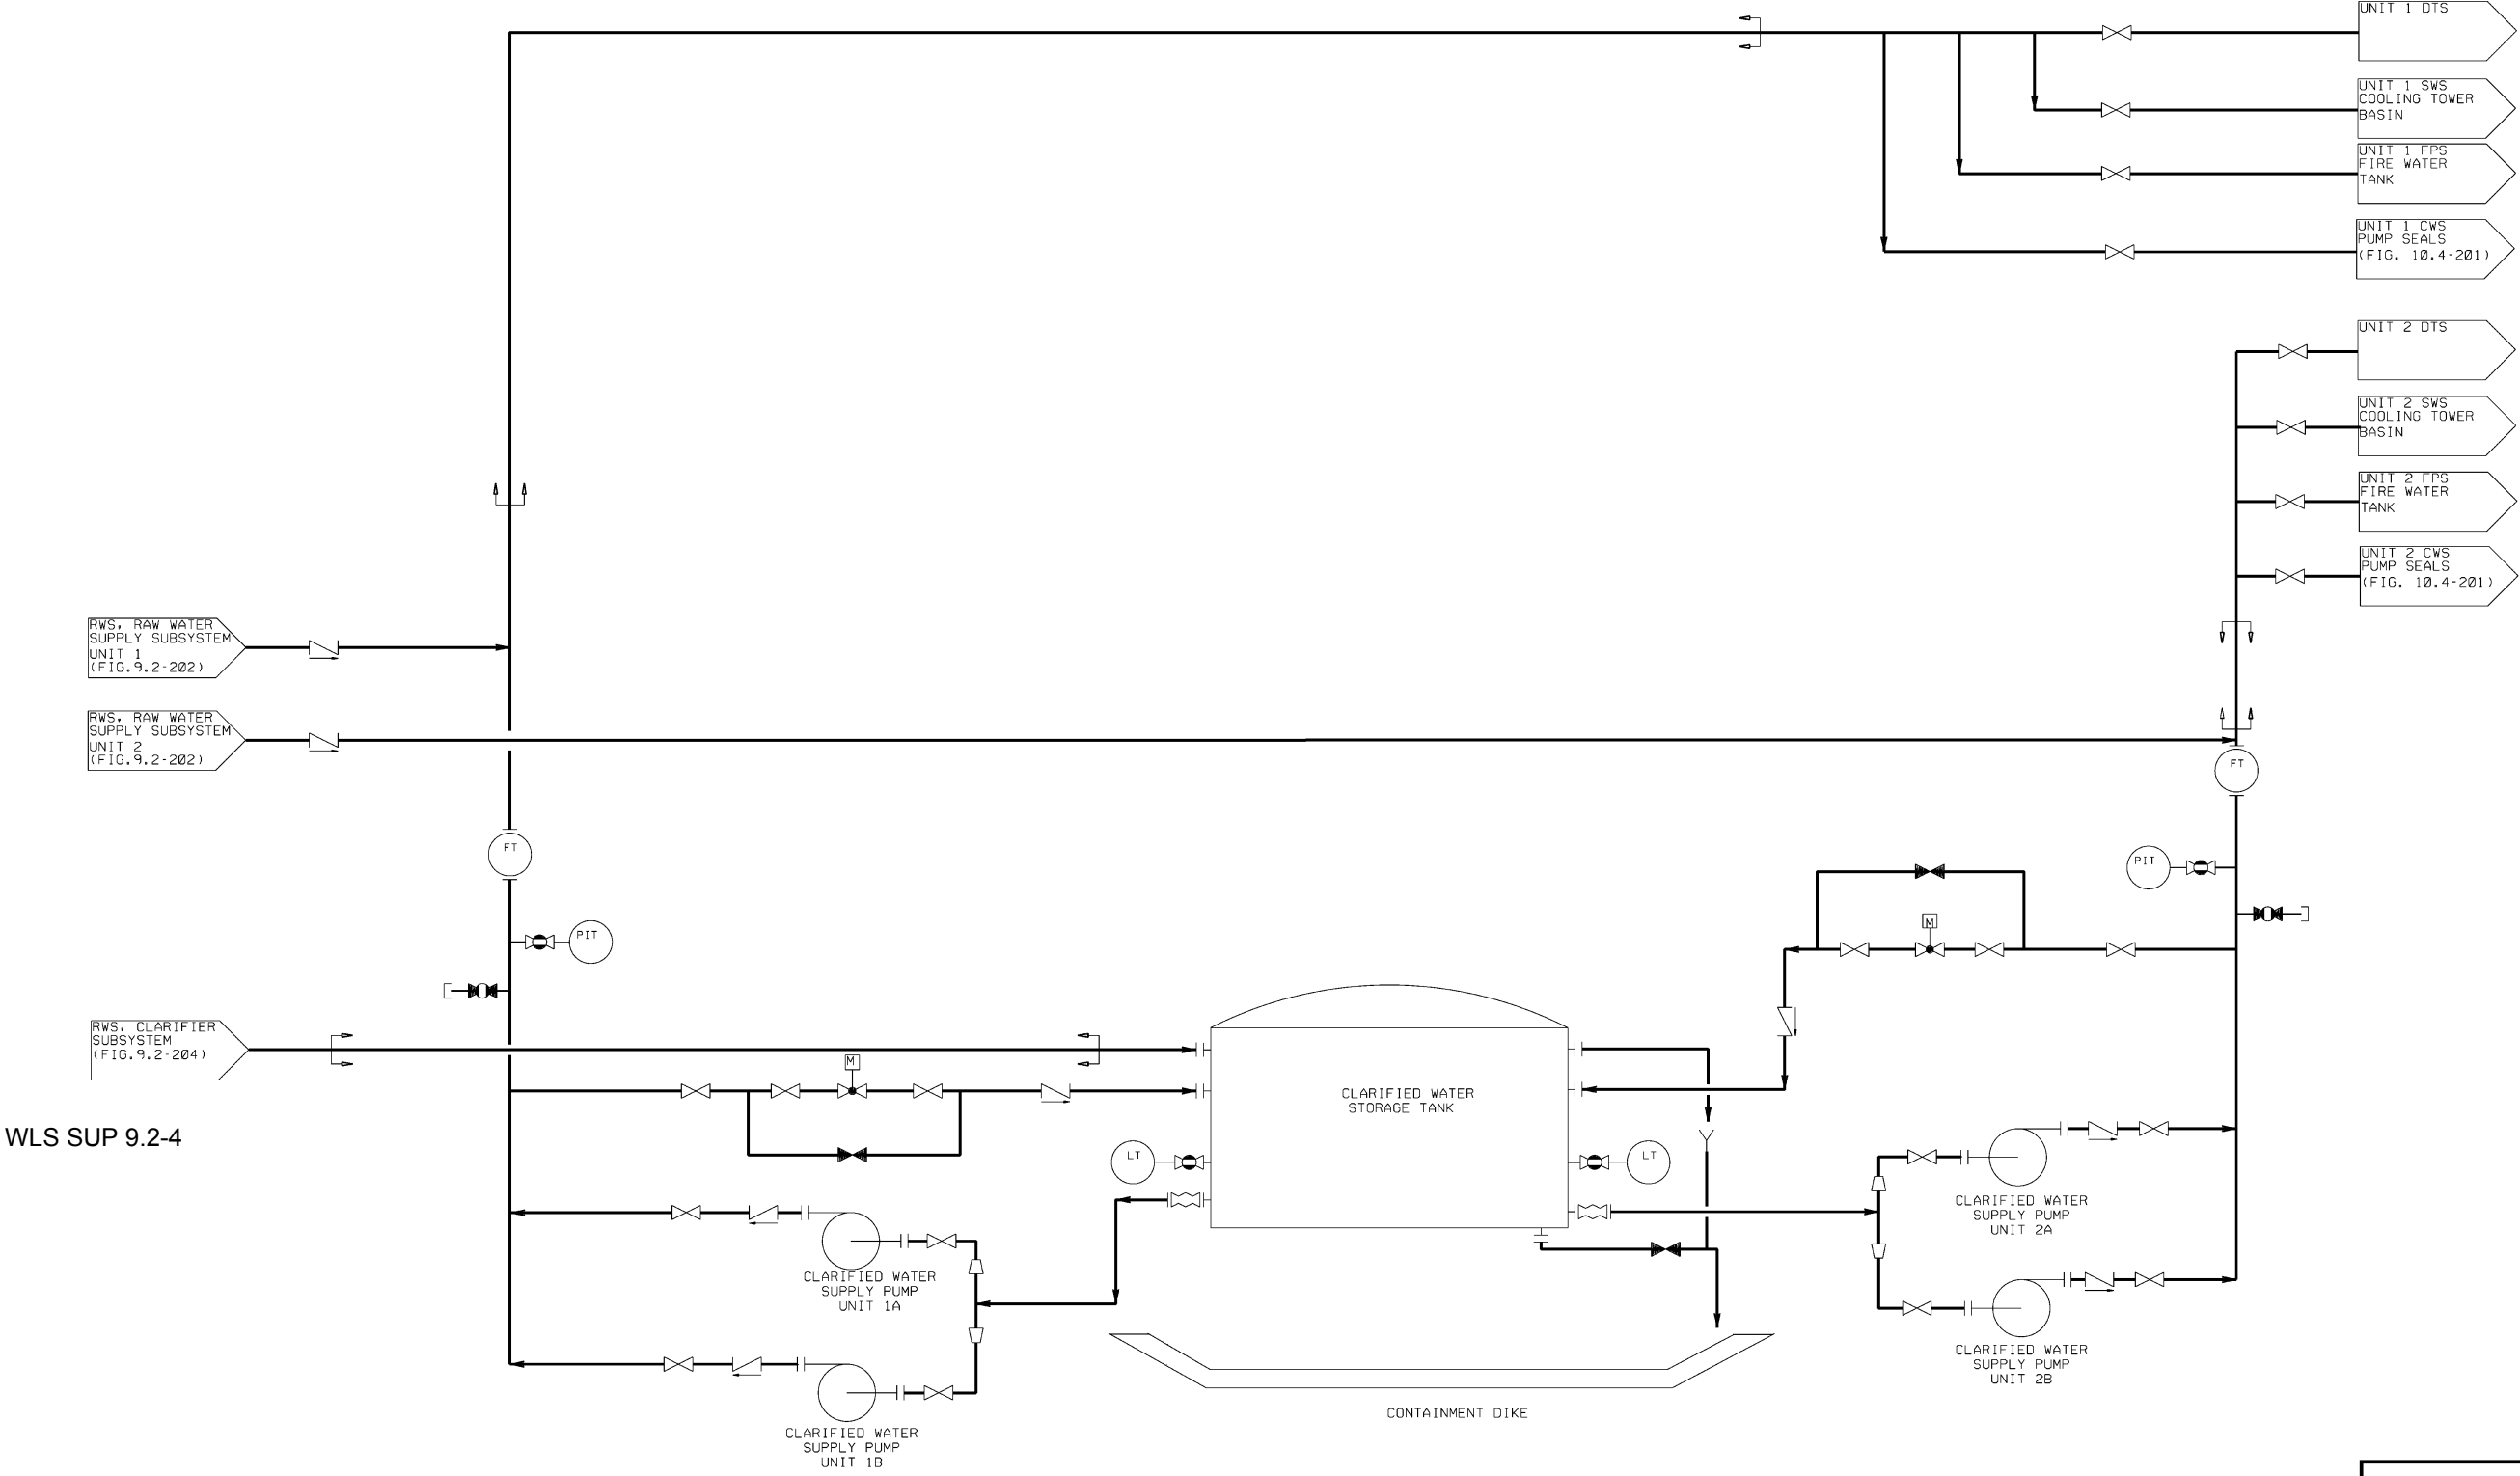 UNIT 1 DTS
UNIT 1 SWS
COOLING TOWER
BASIN
UNIT 1 FPS
FIRE WATER
TANK
UNIT 1 CWS
PUMP SEALS
(FIG. 10.4-201)
UNIT 2 DTS
UNIT 2 SWS
COOLING TOWER
BASIN
UNIT 2 FPS
FIRE WATER
TANK
UNIT 2 CWS
PUMP SEALS
(FIG. 10.4-201)
RWS, RAW WATER
SUPPLY SUBSYSTEM
UNIT 1
(FIG.9.2-202)
RWS, RAW WATER
SUPPLY SUBSYSTEM
UNIT 2
(FIG.9.2-202)
FT
FT
PIT
PIT
M
RWS, CLARIFIER
SUBSYSTEM
(FIG.9.2-204)
M
CLARIFIED WATER
STORAGE TANK
WLS SUP 9.2-4
LT
LT
CLARIFIED WATER
SUPPLY PUMP
UNIT 2A
CLARIFIED WATER
SUPPLY PUMP
UNIT 1A
CLARIFIED WATER
SUPPLY PUMP
UNIT 2B
CONTAINMENT DIKE
CLARIFIED WATER
SUPPLY PUMP
UNIT 1B